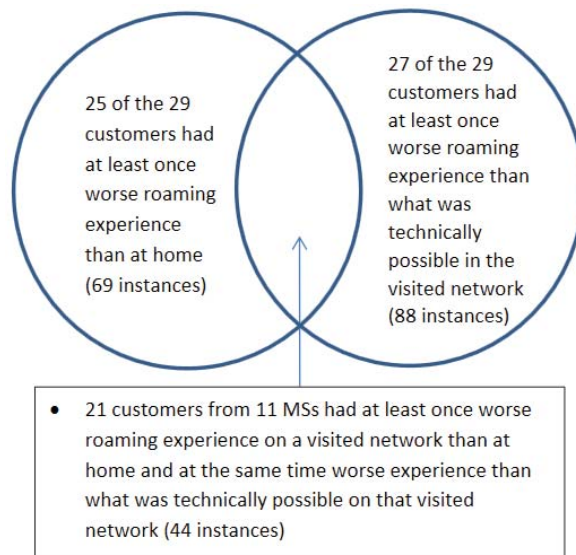 25 of the 29
customers had
at least once
worse roaming
experience
than at home
(69 instances)
27 of the 29
customers had
at least once
worse roaming
experience than
what was
technically
possible in the
visited network
(88 instances)
• 21 customers from 11 MSs had at least once worse
roaming experience on a visited network than at
home and at the same time worse experience than
what was technically possible on that visited
network (44 instances)